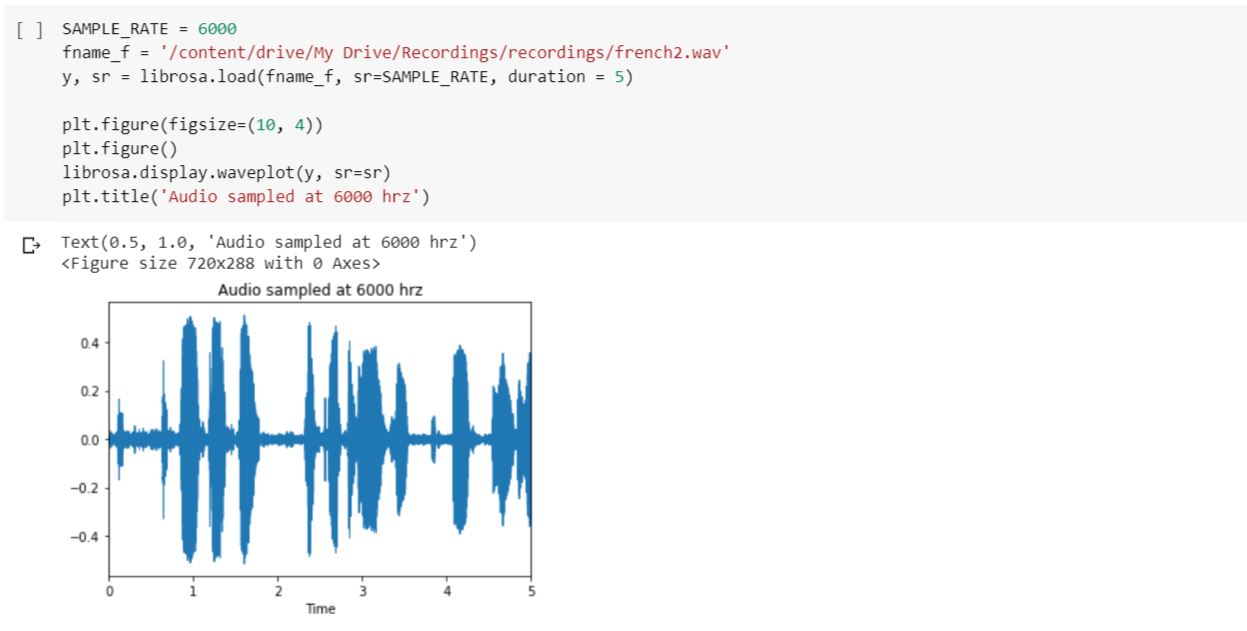 [ ] SAMPLE_RATE = 6000
fname_f = '/content/drive/My Drive/Recordings/recordings/french2.wav'
y, sr = librosa.load(fname_f, sr=SAMPLE_RATE, duration = 5)
plt.figure(figsize=(10, 4))
plt.figure()
librosa.display.waveplot(y, sr=sr)
plt.title('Audio sampled at 6000 hrz')
Text(0.5, 1.0, 'Audio sampled at 6000 hrz')
<Figure size 720x288 with 0 Axes>
Audio sampled at 6000 hrz
0.4
0.2
0.0
−0.2
−0.4
0 1 2 3 4 5
Time